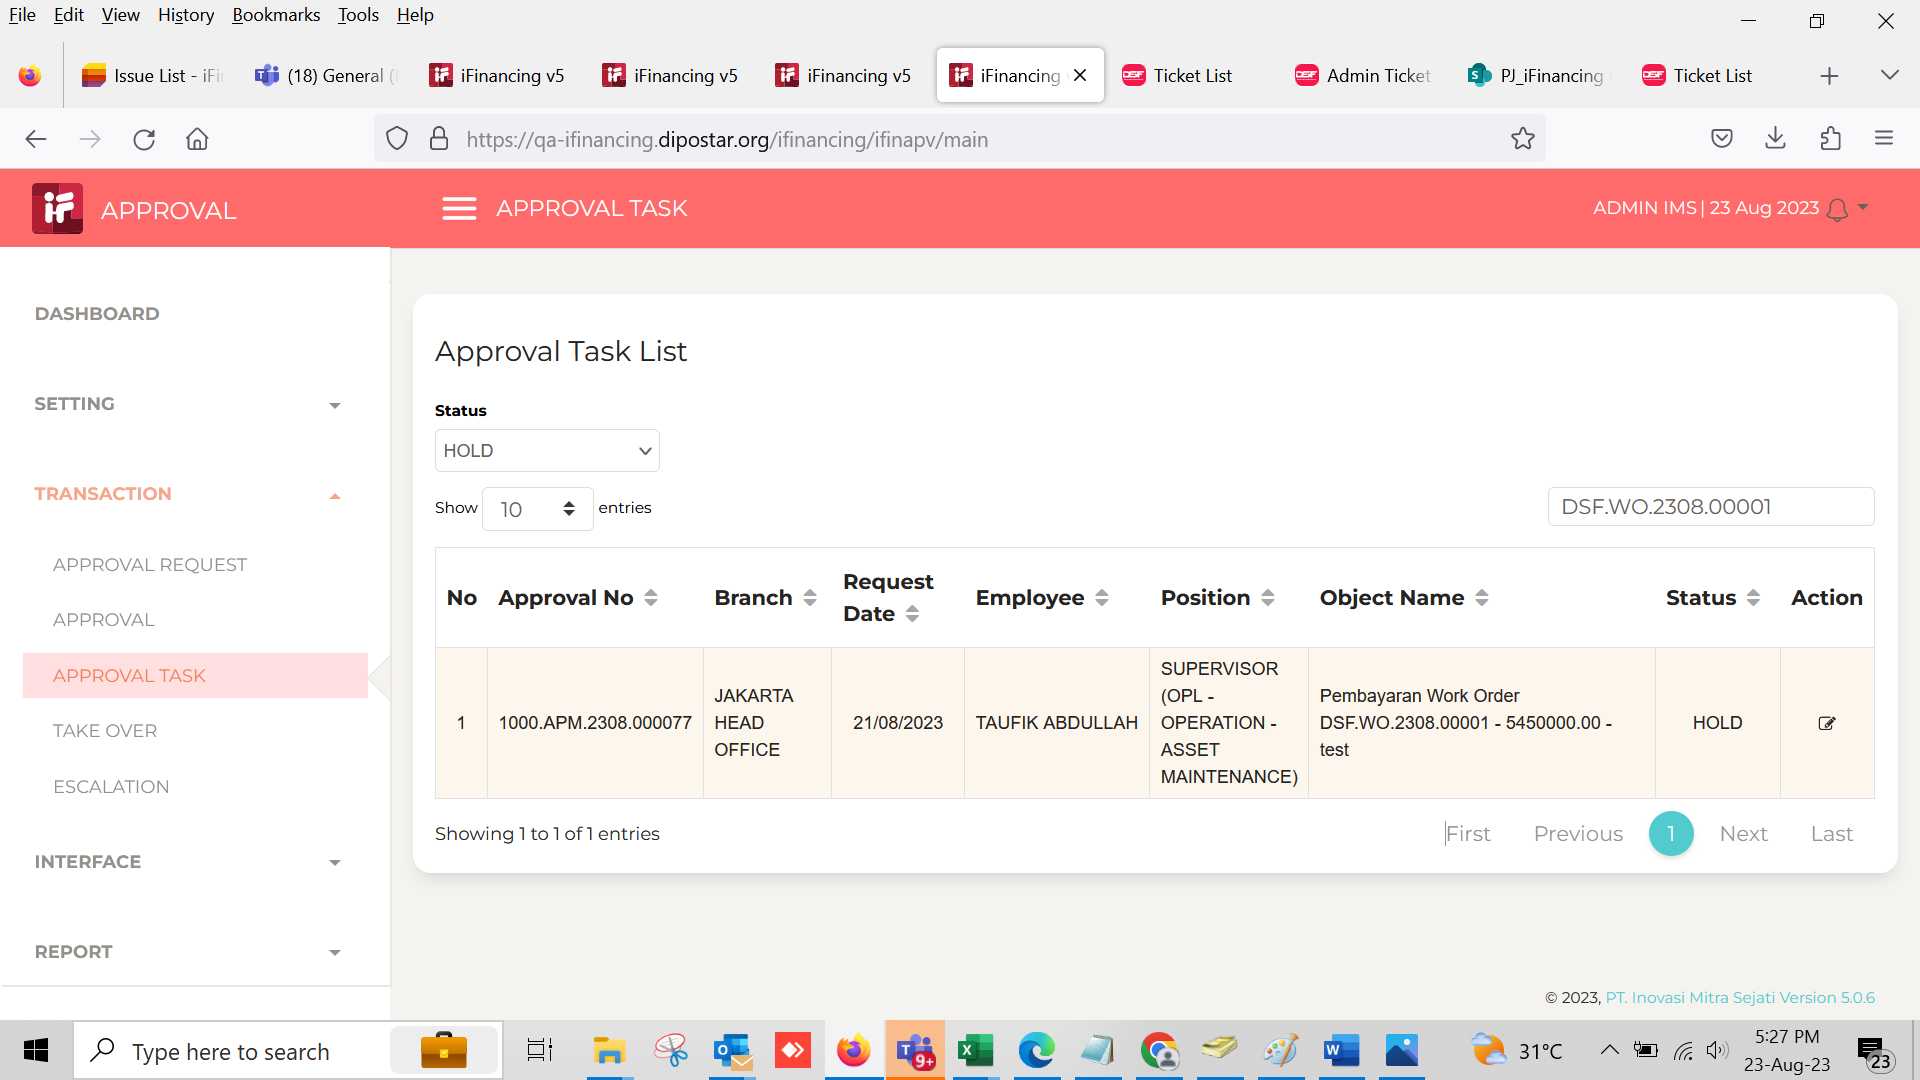 File Edit View History Bookmarks Tools Help
Issue List - iFi
(18) General (
iFinancing v5
iFinancing v5
iFinancing v5
iFinancing
Ticket List
Admin Ticket
PJ_iFinancing
Ticket List
https://qa-ifinancing.dipostar.org/ifinancing/ifinapv/main
iF APPROVAL
APPROVAL TASK
ADMIN IMS | 23 Aug 2023
DASHBOARD
SETTING
TRANSACTION
APPROVAL REQUEST
APPROVAL
APPROVAL TASK
TAKE OVER
ESCALATION
INTERFACE
REPORT
Approval Task List
Status
HOLD
Show 10 entries
DSF.WO.2308.00001
No Approval No Branch Request Date Employee Position Object Name Status Action
1
1000.APM.2308.000077
JAKARTA
HEAD
OFFICE
21/08/2023
TAUFIK ABDULLAH
SUPERVISOR
(OPL -
OPERATION -
ASSET
MAINTENANCE)
Pembayaran Work Order
DSF.WO.2308.00001 - 5450000.00 -
test
HOLD
Showing 1 to 1 of 1 entries
First Previous 1 Next Last
© 2023, PT. Inovasi Mitra Sejati Version 5.0.6
Type here to search
9+
31°C
5:27 PM
23-Aug-23
23